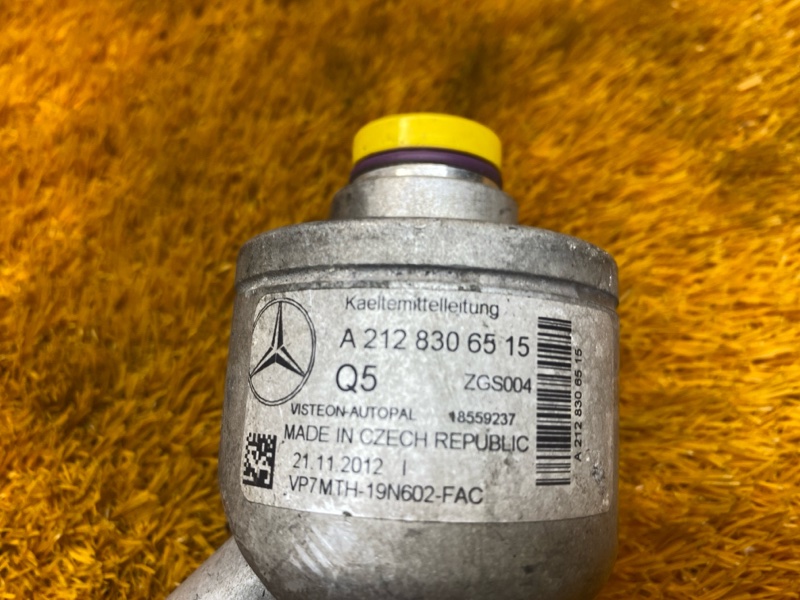 Kaeltemittelleitung
A 212 830 65 15
Q5 ZGS004
VISTEON-AUTOPAL 18559237
MADE IN CZECH REPUBLIC
21.11.2012 I
VP7MTH-19N602-FAC
A 212 830 65 15